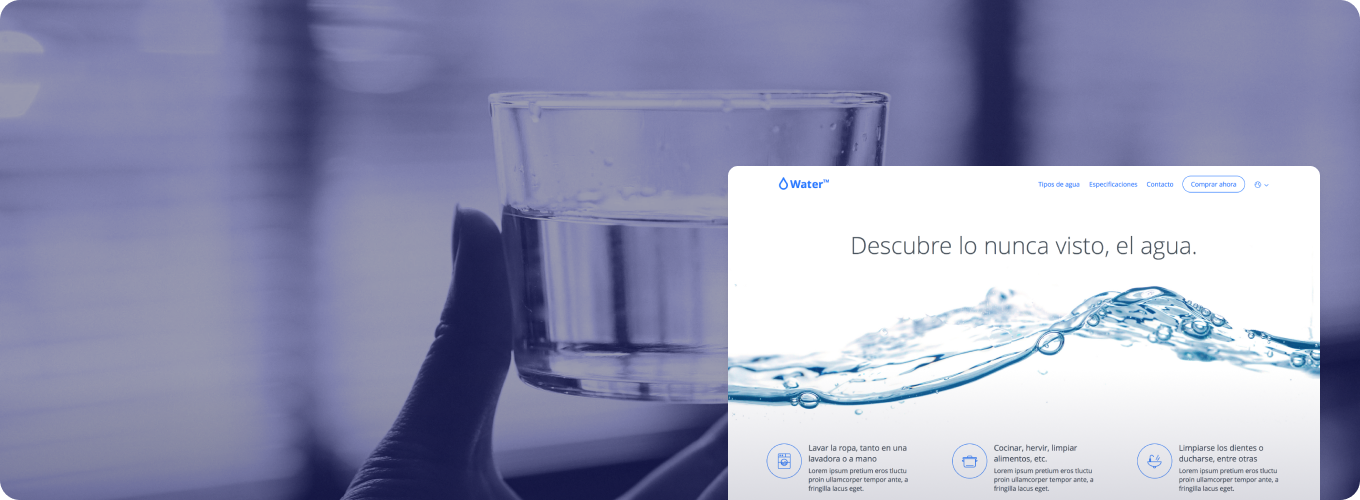 Water™
Tipos de agua
Especificaciones
Contacto
Comprar ahora
Descubre lo nunca visto, el agua.
Lavar la ropa, tanto en una
lavadora o a mano
Lorem ipsum pretium eros tluctu
proin ullamcorper tempor ante, a
fringilla lacus eget.
Cocinar, hervir, limpiar
alimentos, etc.
Lorem ipsum pretium eros tluctu
proin ullamcorper tempor ante, a
fringilla lacus eget.
Limpiarse los dientes o
ducharse, entre otras
Lorem ipsum pretium eros tluctu
proin ullamcorper tempor ante, a
fringilla lacus eget.